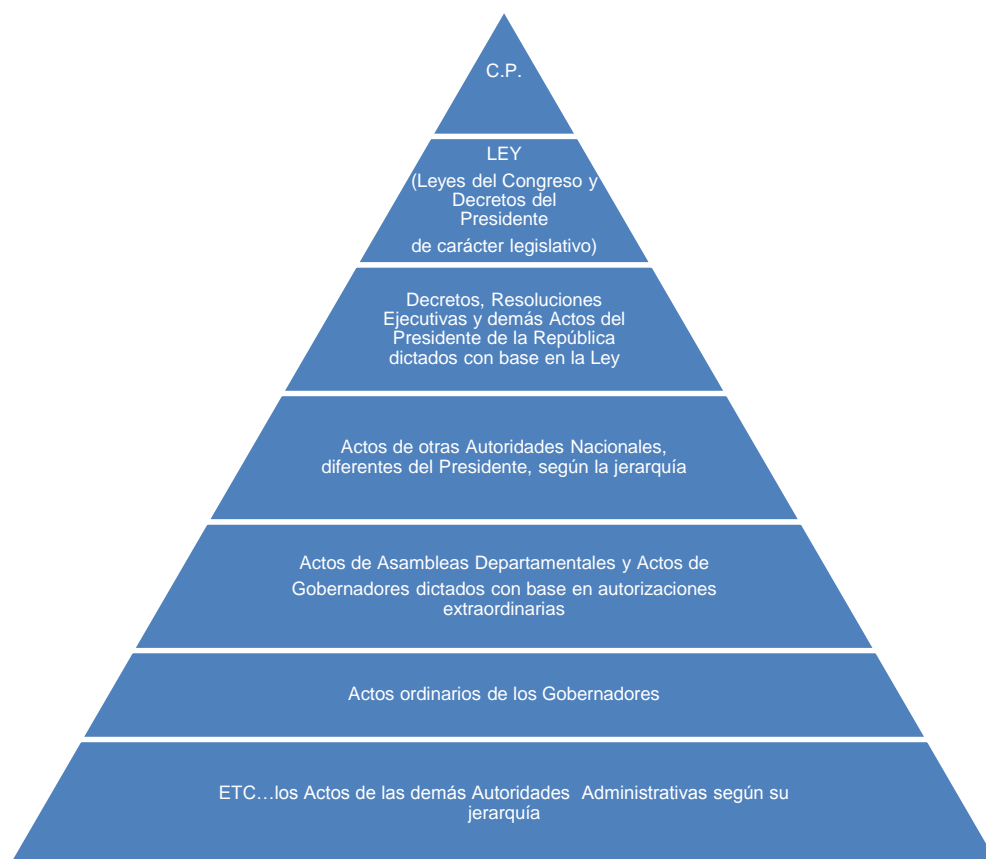 C.P.
LEY
(Leyes del Congreso y
Decretos del
Presidente
de carácter legislativo)
Decretos, Resoluciones
Ejecutivas y demás Actos del
Presidente de la República
dictados con base en la Ley
Actos de otras Autoridades Nacionales,
diferentes del Presidente, según la jerarquía
Actos de Asambleas Departamentales y Actos de
Gobernadores dictados con base en autorizaciones
extraordinarias
Actos ordinarios de los Gobernadores
ETC…los Actos de las demás Autoridades  Administrativas según su
jerarquía